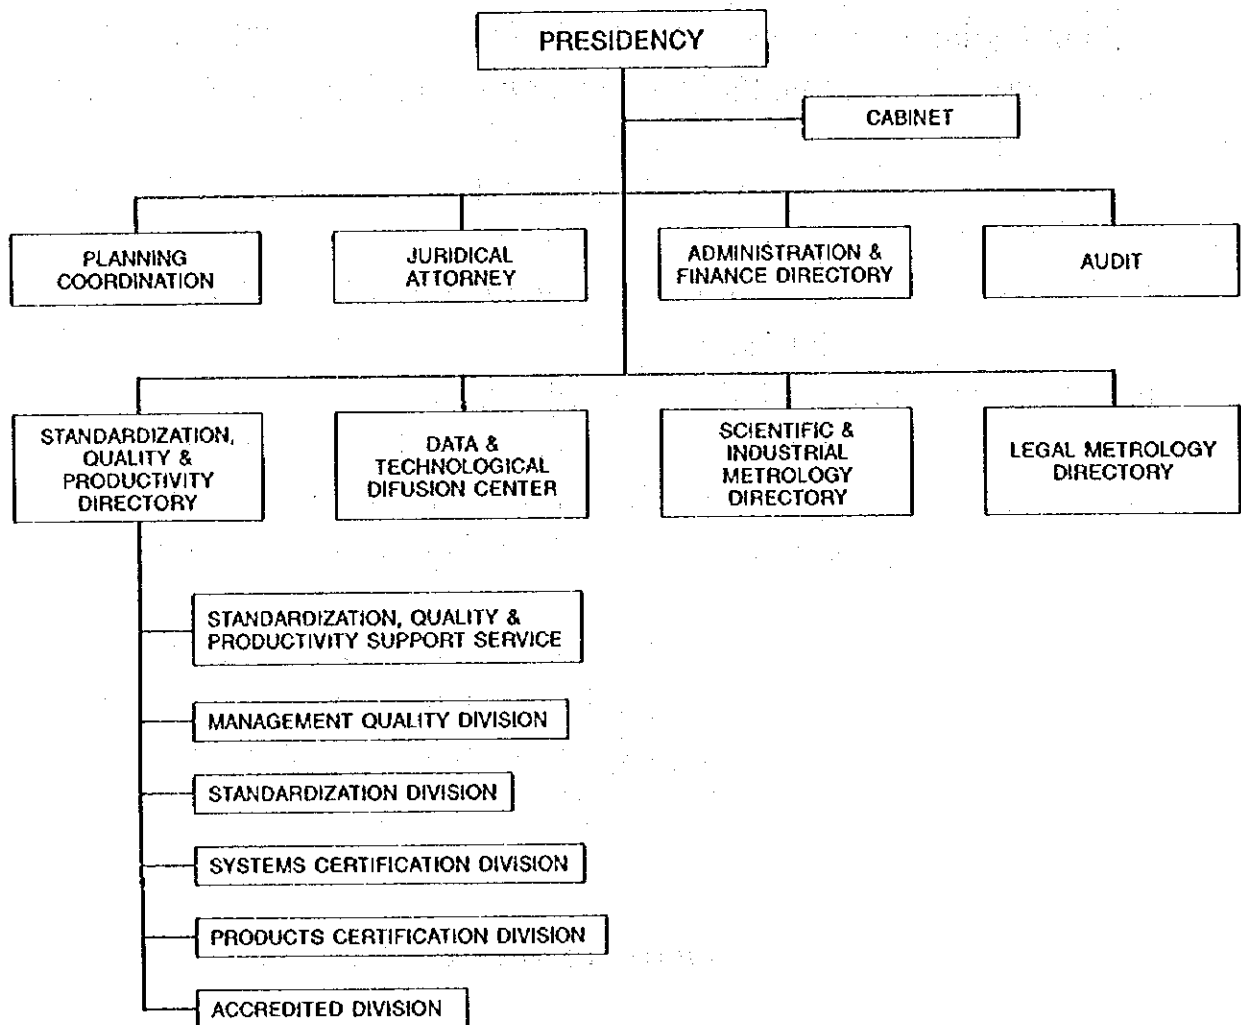 PRESIDENCY
CABINET
PLANNING
COORDINATION
JURIDICAL
ATTORNEY
ADMINISTRATION &
FINANCE DIRECTORY
AUDIT
STANDARDIZATION,
QUALITY &
PRODUCTIVITY
DIRECTORY
DATA &
TECHNOLOGICAL
DIFUSION CENTER
SCIENTIFIC &
INDUSTRIAL
METROLOGY
DIRECTORY
LEGAL METROLOGY
DIRECTORY
STANDARDIZATION, QUALITY &
PRODUCTIVITY SUPPORT SERVICE
MANAGEMENT QUALITY DIVISION
STANDARDIZATION DIVISION
SYSTEMS CERTIFICATION DIVISION
PRODUCTS CERTIFICATION DIVISION
ACCREDITED DIVISION